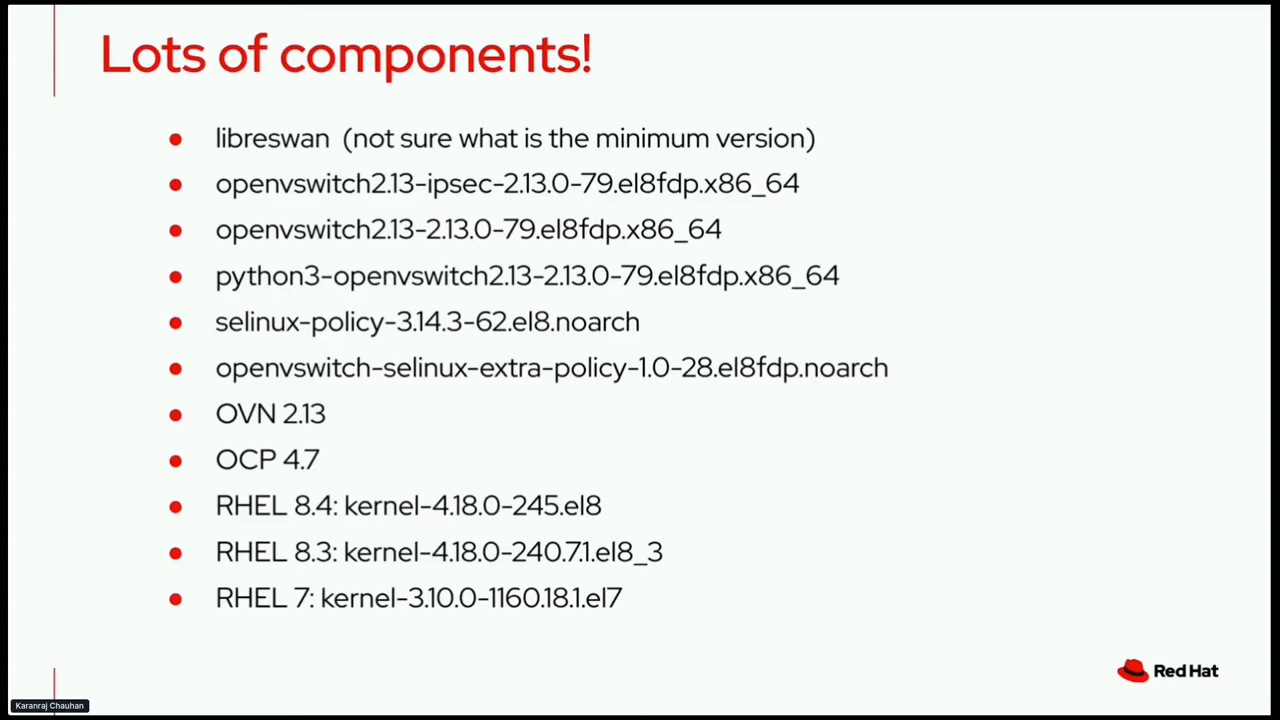 Lots of components!
libreswan (not sure what is the minimum version)
openvswitch2.13-ipsec-2.13.0-79.el8fdp.x86_64
openvswitch2.13-2.13.0-79.el8fdp.x86_64
python3-openvswitch2.13-2.13.0-79.el8fdp.x86_64
selinux-policy-3.14.3-62.el8.noarch
openvswitch-selinux-extra-policy-1.0-28.el8fdp.noarch
OVN 2.13
OCP 4.7
RHEL 8.4: kernel-4.18.0-245.el8
RHEL 8.3: kernel-4.18.0-240.7.1.el8_3
RHEL 7: kernel-3.10.0-1160.18.1.el7
Red Hat
Karanraj Chauhan